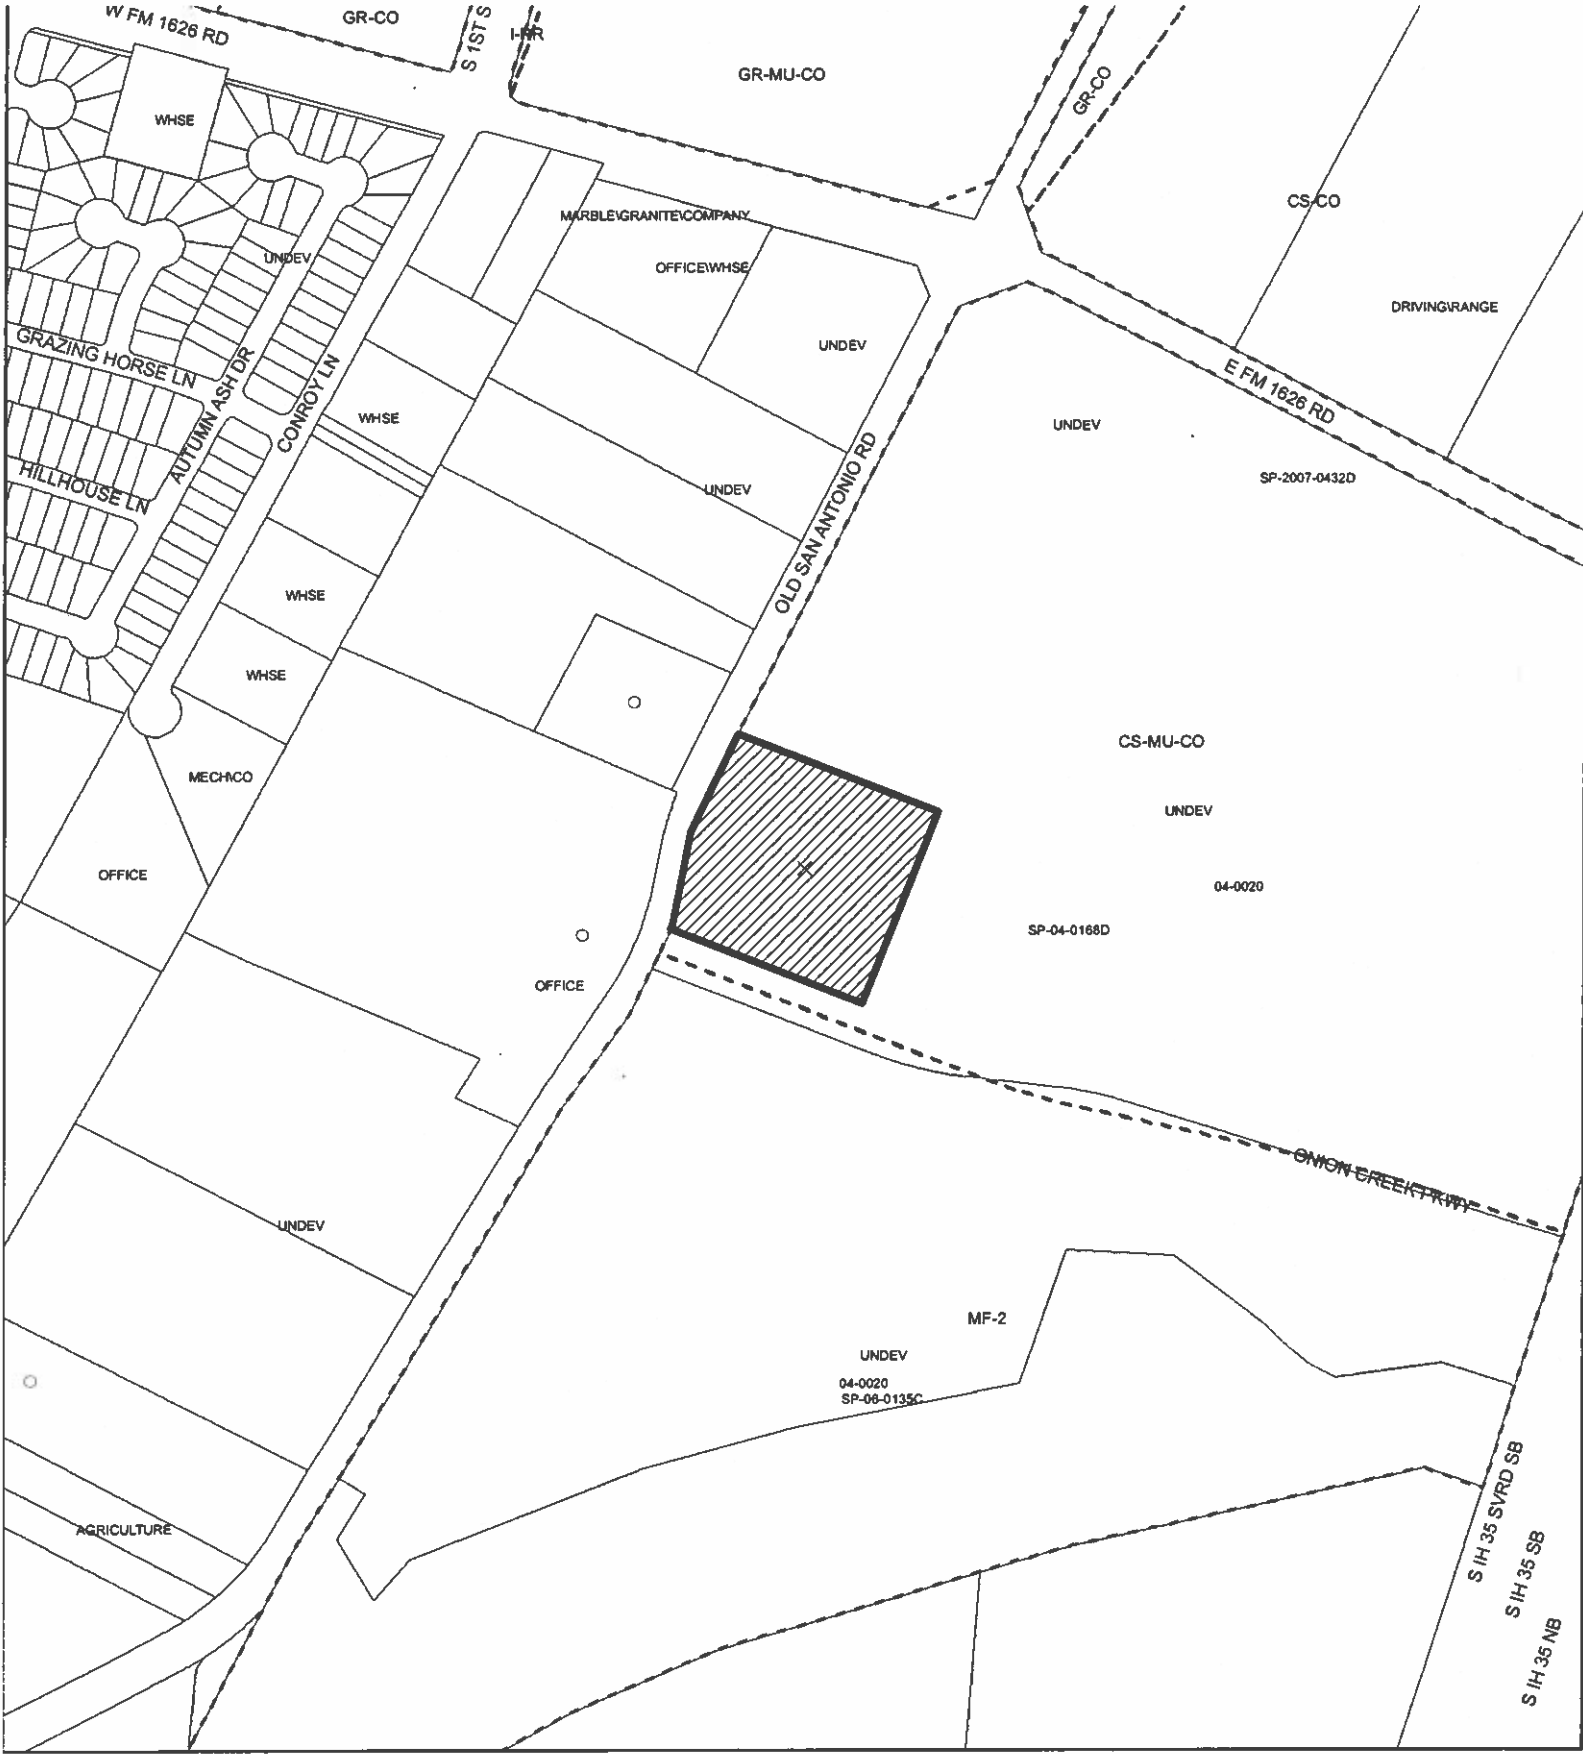 W FM 1626 RD
GR-CO
S 1ST S
I-RR
GR-MU-CO
GR-CO
WHSE
CS-CO
MARBLE\GRANITE\COMPANY
UNDEV
OFFICE\WHSE
DRIVING\RANGE
GRAZING HORSE LN
UNDEV
E FM 1626 RD
AUTUMN ASH DR
CONROY LN
WHSE
UNDEV
HILLHOUSE LN
UNDEV
SP-2007-0432D
OLD SAN ANTONIO RD
WHSE
WHSE
CS-MU-CO
MECH\CO
UNDEV
OFFICE
04-0020
SP-04-0168D
OFFICE
ONION CREEK PKWY
UNDEV
MF-2
UNDEV
04-0020
SP-06-0135C
AGRICULTURE
S IH 35 SVRD SB
S IH 35 SB
S IH 35 NB